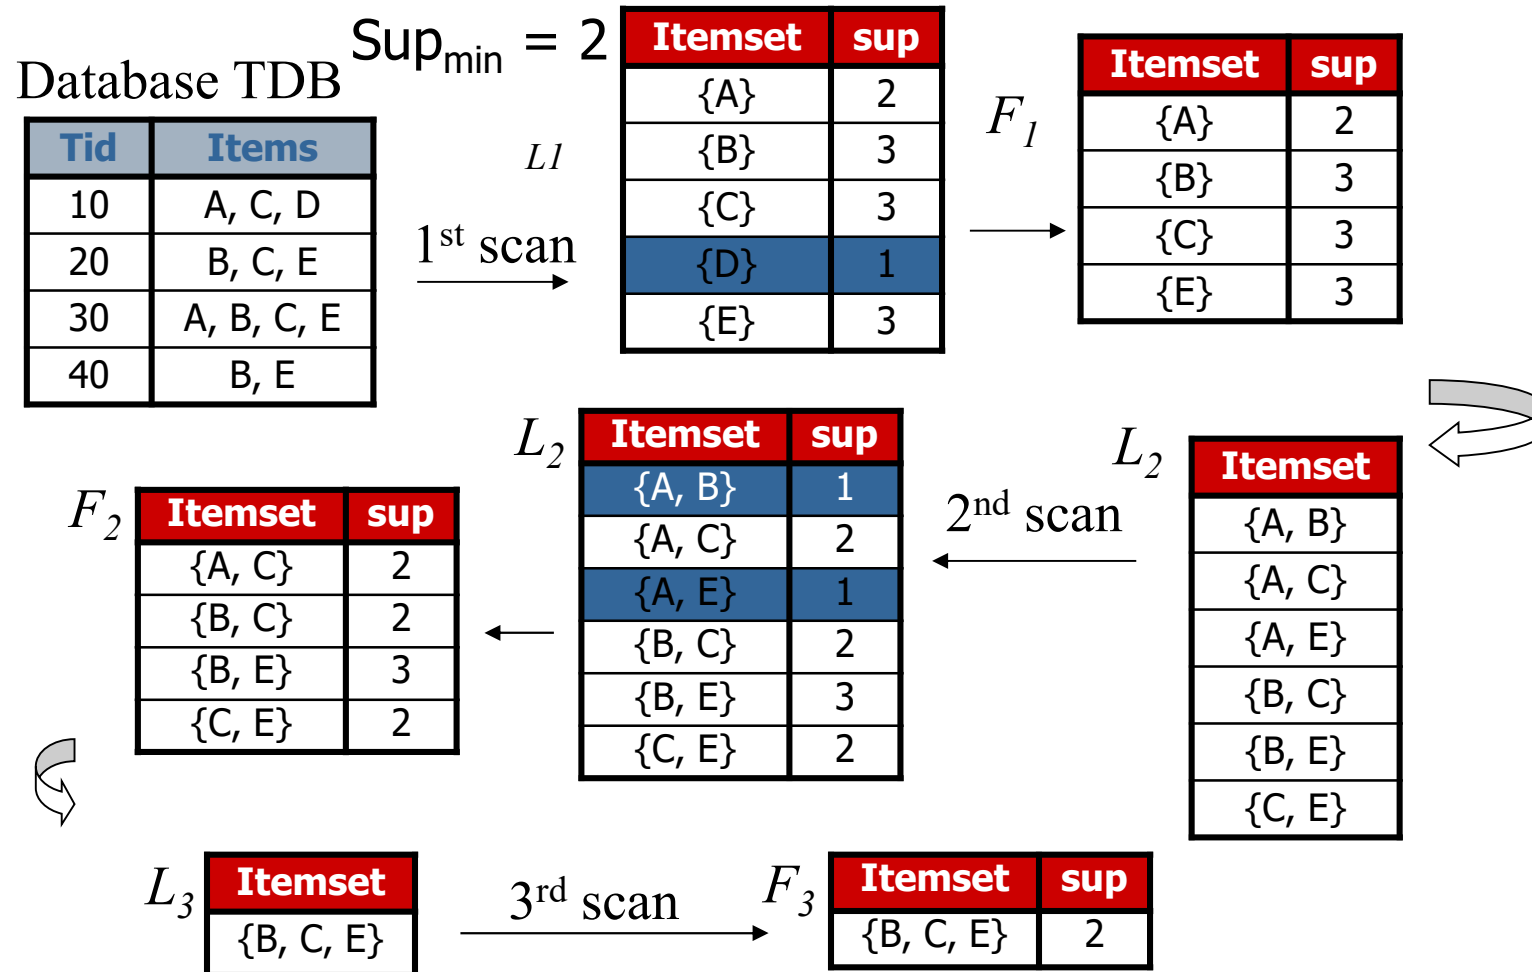 Sup_min = 2
Database TDB
Tid Items
10 A, C, D
20 B, C, E
30 A, B, C, E
40 B, E
1st scan
L1
Itemset sup
{A} 2
{B} 3
{C} 3
{D} 1
{E} 3
F1
Itemset sup
{A} 2
{B} 3
{C} 3
{E} 3
L2
Itemset
{A, B}
{A, C}
{A, E}
{B, C}
{B, E}
{C, E}
2nd scan
L2
Itemset sup
{A, B} 1
{A, C} 2
{A, E} 1
{B, C} 2
{B, E} 3
{C, E} 2
F2
Itemset sup
{A, C} 2
{B, C} 2
{B, E} 3
{C, E} 2
L3
Itemset
{B, C, E}
3rd scan
F3
Itemset sup
{B, C, E} 2